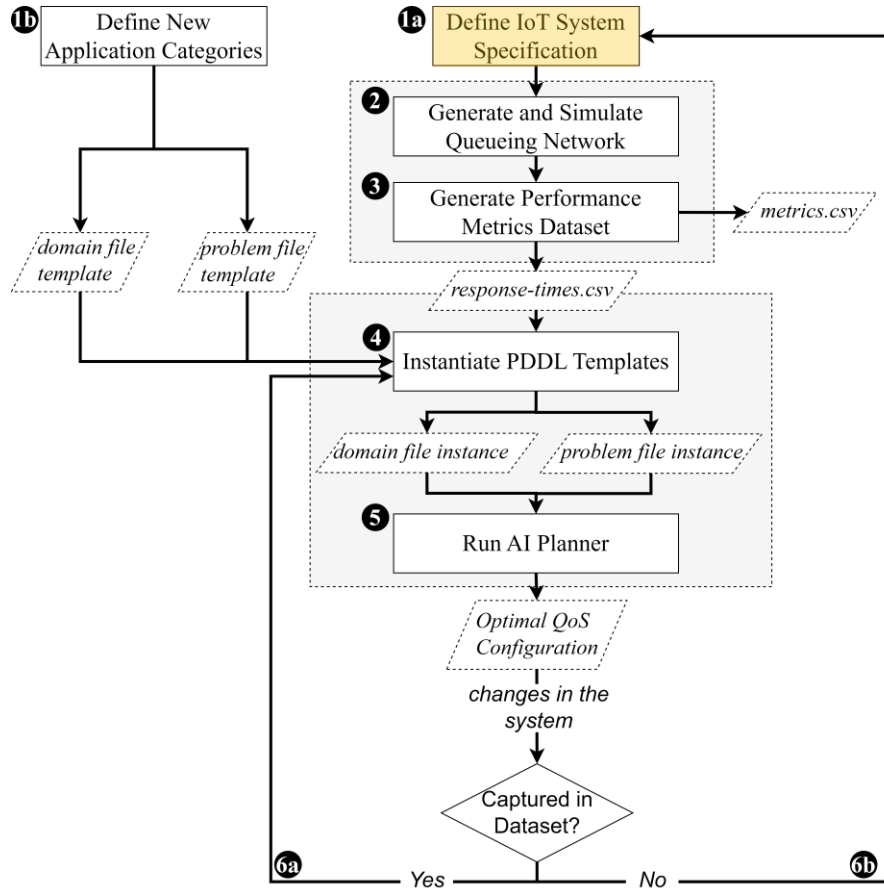 1b
Define New
Application Categories
1a
Define IoT System
Specification
2
Generate and Simulate
Queueing Network
3
Generate Performance
Metrics Dataset
metrics.csv
domain file
template
problem file
template
response-times.csv
4
Instantiate PDDL Templates
domain file instance
problem file instance
5
Run AI Planner
Optimal QoS
Configuration
changes in the
system
Captured in
Dataset?
6a
Yes
No
6b